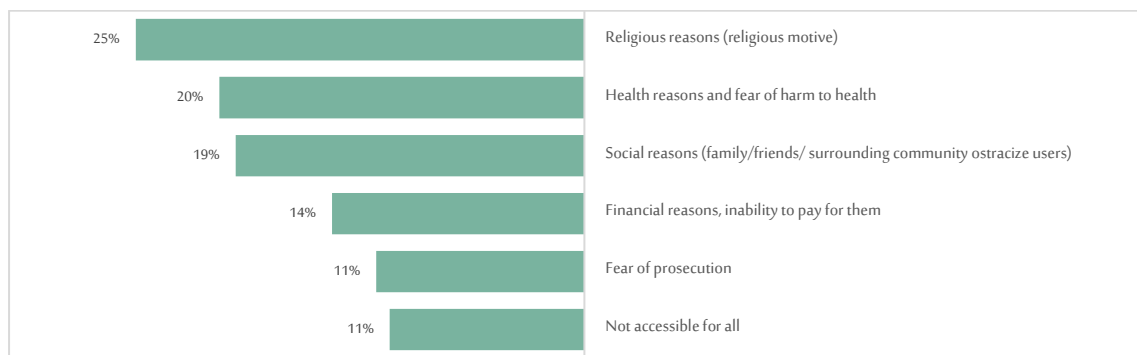 25% Religious reasons (religious motive)
20% Health reasons and fear of harm to health
19% Social reasons (family/friends/ surrounding community ostracize users)
14% Financial reasons, inability to pay for them
11% Fear of prosecution
11% Not accessible for all